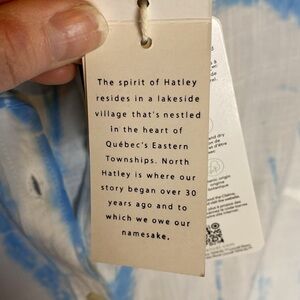 The spirit of Hatley
resides in a lakeside
village that's nestled
in the heart of
Québec's Eastern
Townships. North
Hatley is where our
story began over 30
years ago and to
which we owe our
namesake.